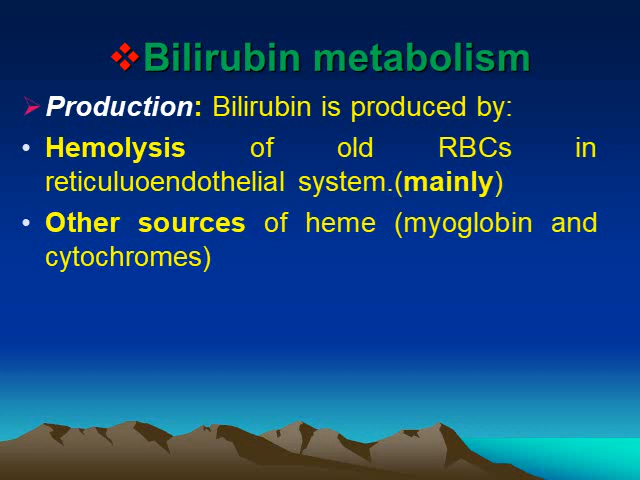 ❖Bilirubin metabolism
➢Production: Bilirubin is produced by:
• Hemolysis of old RBCs in
reticuluoendothelial system.(mainly)
• Other sources of heme (myoglobin and
cytochromes)